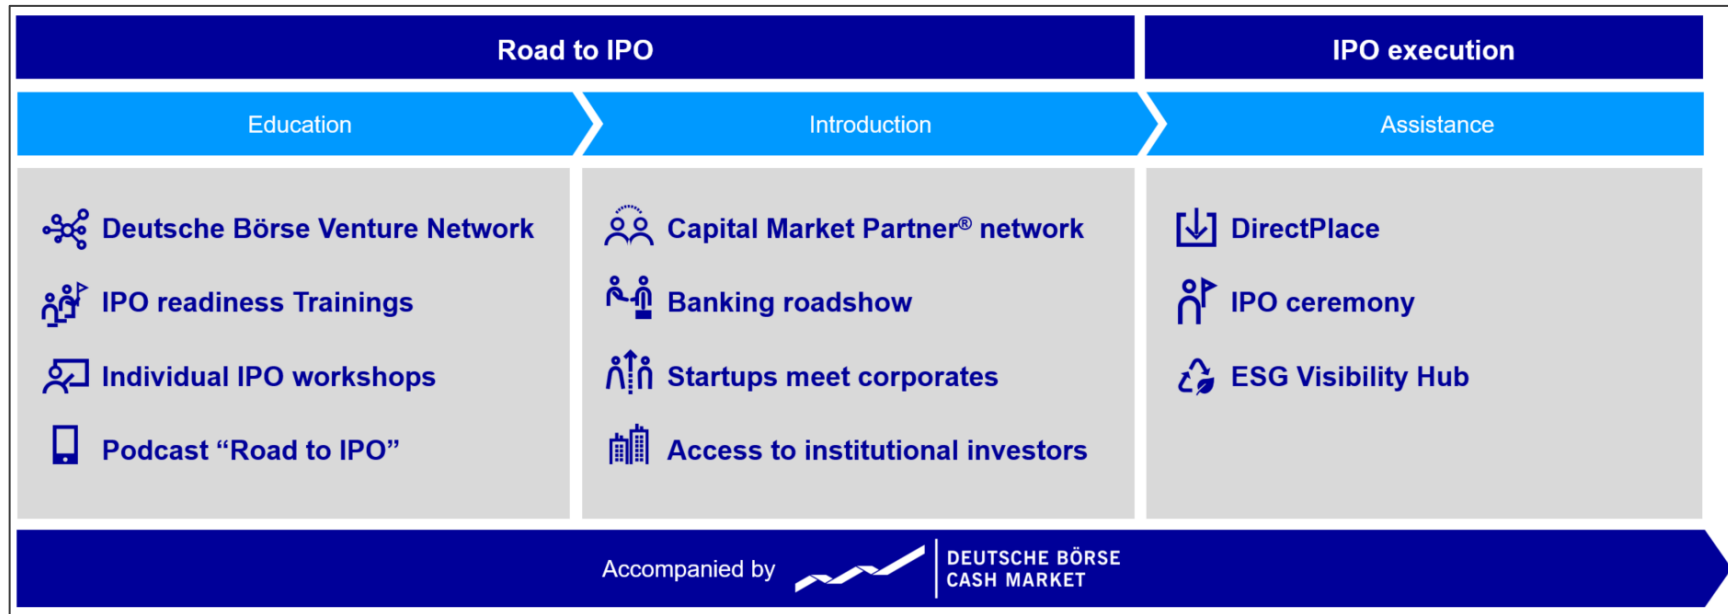 Road to IPO
IPO execution
Education
Introduction
Assistance
Deutsche Börse Venture Network
IPO readiness Trainings
Individual IPO workshops
Podcast “Road to IPO”
Capital Market Partner® network
Banking roadshow
Startups meet corporates
Access to institutional investors
DirectPlace
IPO ceremony
ESG Visibility Hub
Accompanied by
DEUTSCHE BÖRSE
CASH MARKET